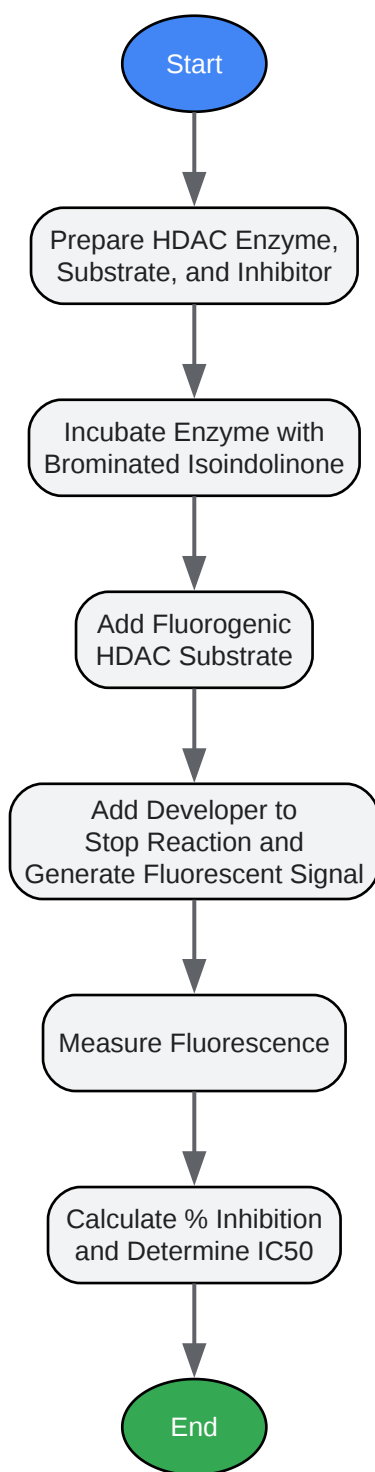 Start
Prepare HDAC Enzyme,
Substrate, and Inhibitor
Incubate Enzyme with
Brominated Isoindolinone
Add Fluorogenic
HDAC Substrate
Add Developer to
Stop Reaction and
Generate Fluorescent Signal
Measure Fluorescence
Calculate % Inhibition
and Determine IC50
End